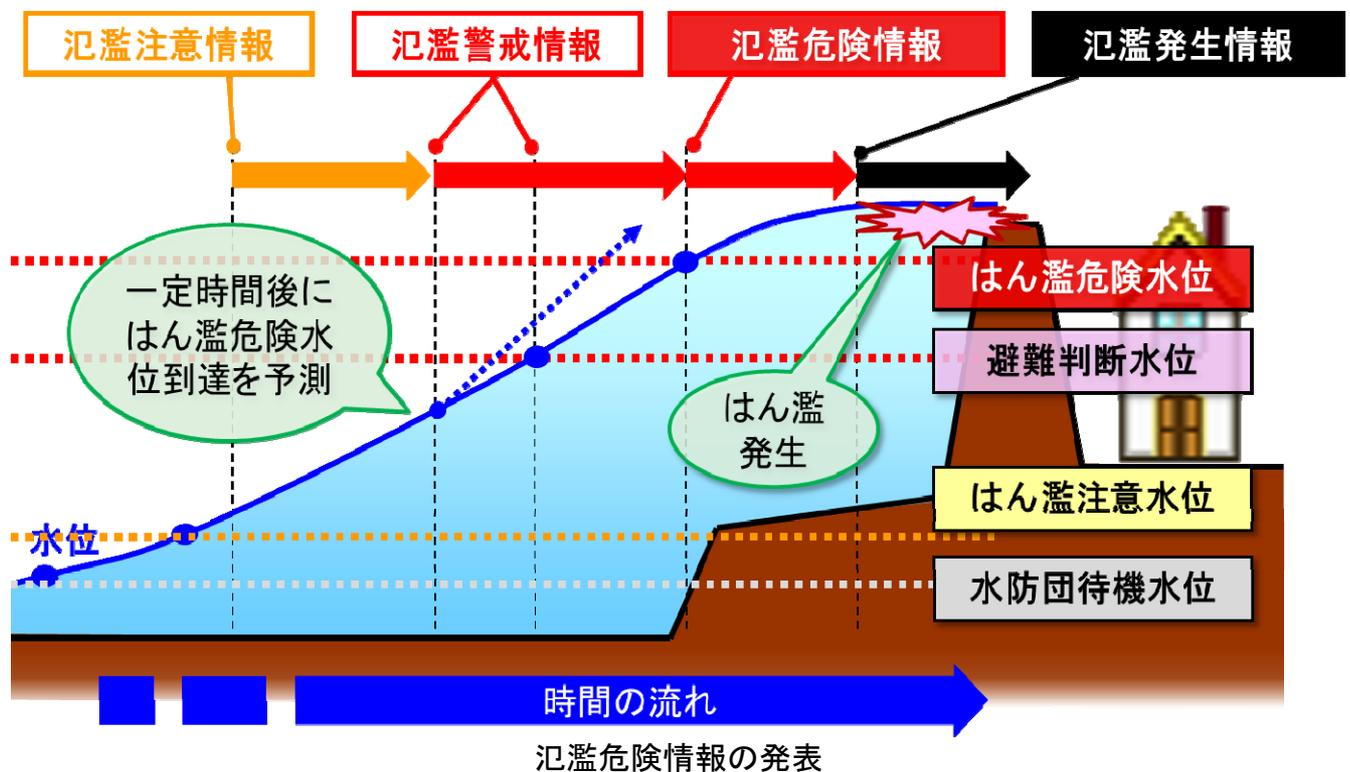 氾濫注意情報
氾濫警戒情報
氾濫危険情報
氾濫発生情報
一定時間後に
はん濫危険水
位到達を予測
はん濫危険水位
避難判断水位
はん濫
発生
はん濫注意水位
水位
水防団待機水位
時間の流れ
氾濫危険情報の発表